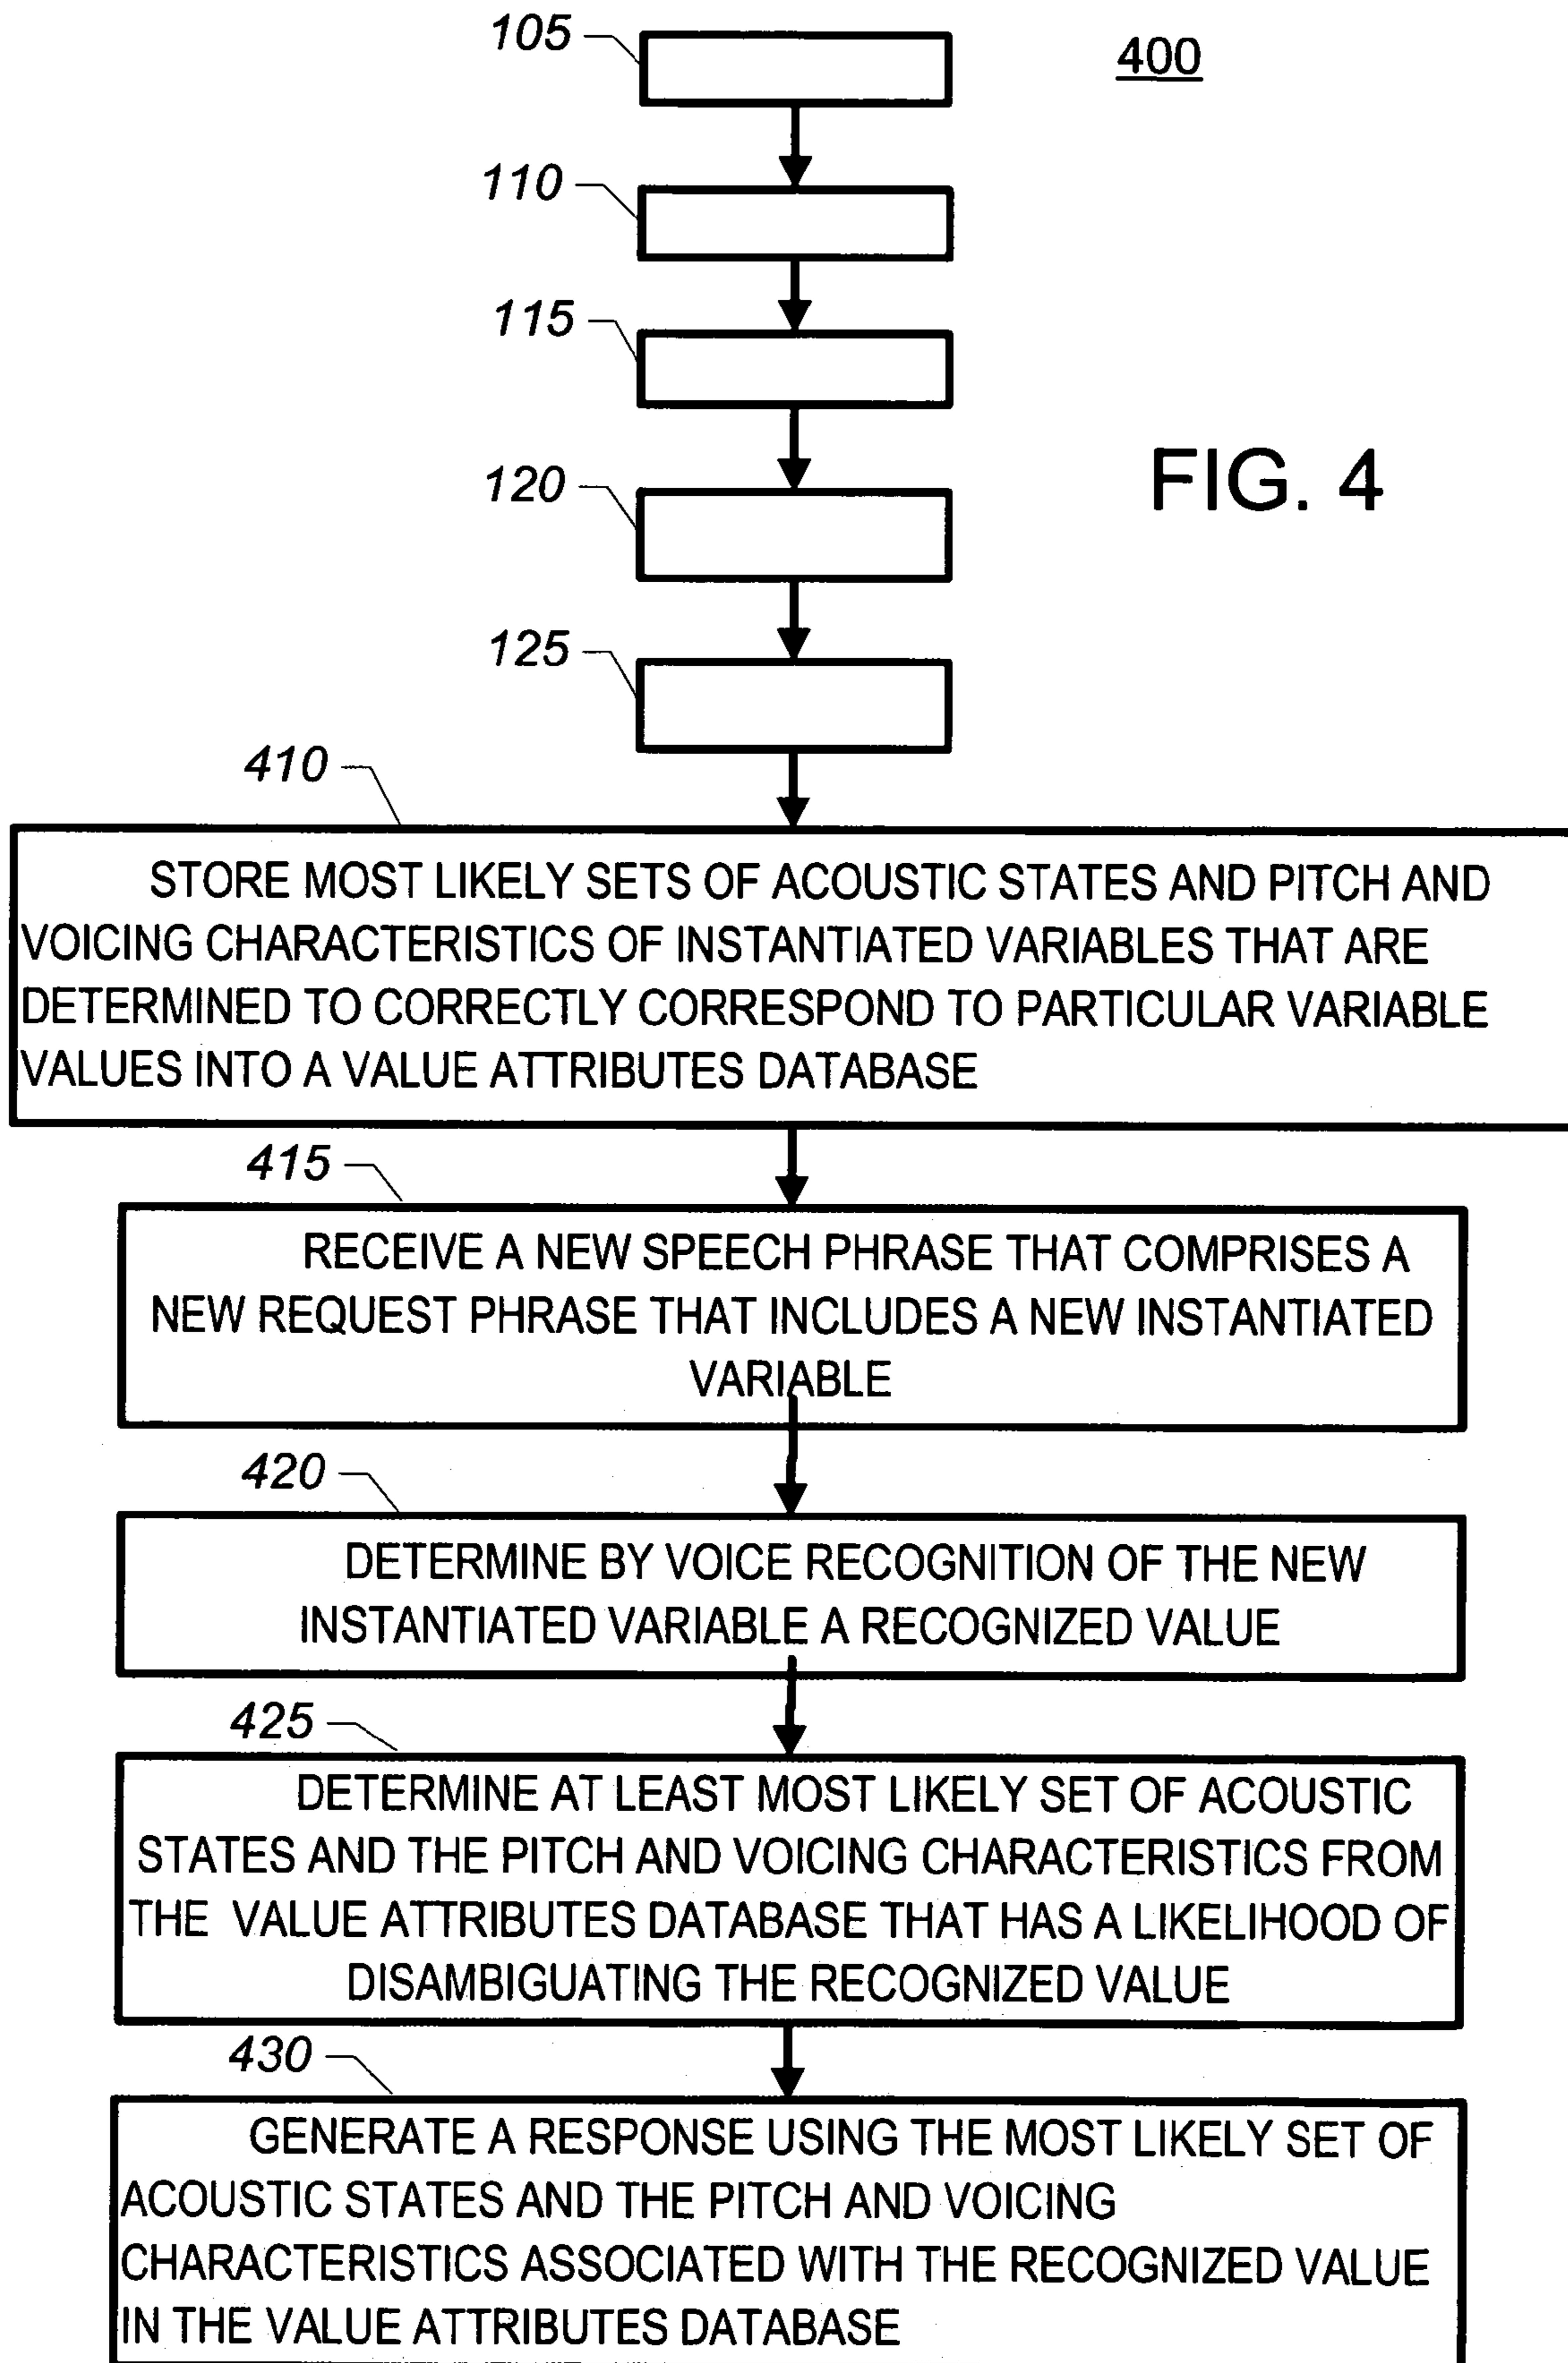 105
400
110
115
FIG. 4
120
125
410
STORE MOST LIKELY SETS OF ACOUSTIC STATES AND PITCH AND
VOICING CHARACTERISTICS OF INSTANTIATED VARIABLES THAT ARE
DETERMINED TO CORRECTLY CORRESPOND TO PARTICULAR VARIABLE
VALUES INTO A VALUE ATTRIBUTES DATABASE
415
RECEIVE A NEW SPEECH PHRASE THAT COMPRISES A
NEW REQUEST PHRASE THAT INCLUDES A NEW INSTANTIATED
VARIABLE
420
DETERMINE BY VOICE RECOGNITION OF THE NEW
INSTANTIATED VARIABLE A RECOGNIZED VALUE
425
DETERMINE AT LEAST MOST LIKELY SET OF ACOUSTIC
STATES AND THE PITCH AND VOICING CHARACTERISTICS FROM
THE VALUE ATTRIBUTES DATABASE THAT HAS A LIKELIHOOD OF
DISAMBIGUATING THE RECOGNIZED VALUE
430
GENERATE A RESPONSE USING THE MOST LIKELY SET OF
ACOUSTIC STATES AND THE PITCH AND VOICING
CHARACTERISTICS ASSOCIATED WITH THE RECOGNIZED VALUE
IN THE VALUE ATTRIBUTES DATABASE